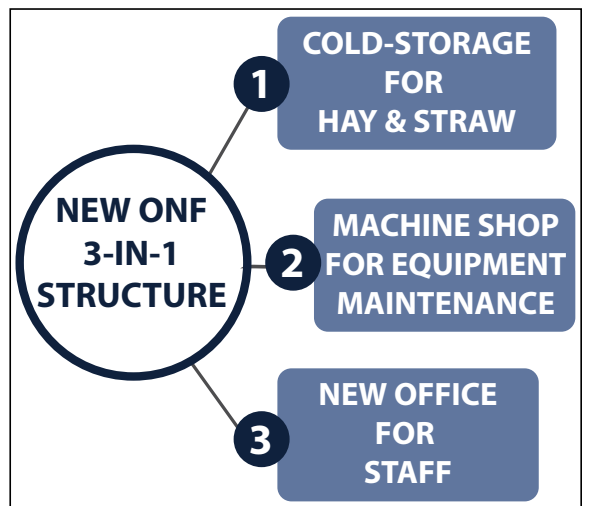 NEW ONF
3-IN-1
STRUCTURE
1
COLD-STORAGE
FOR
HAY & STRAW
2
MACHINE SHOP
FOR EQUIPMENT
MAINTENANCE
3
NEW OFFICE
FOR
STAFF